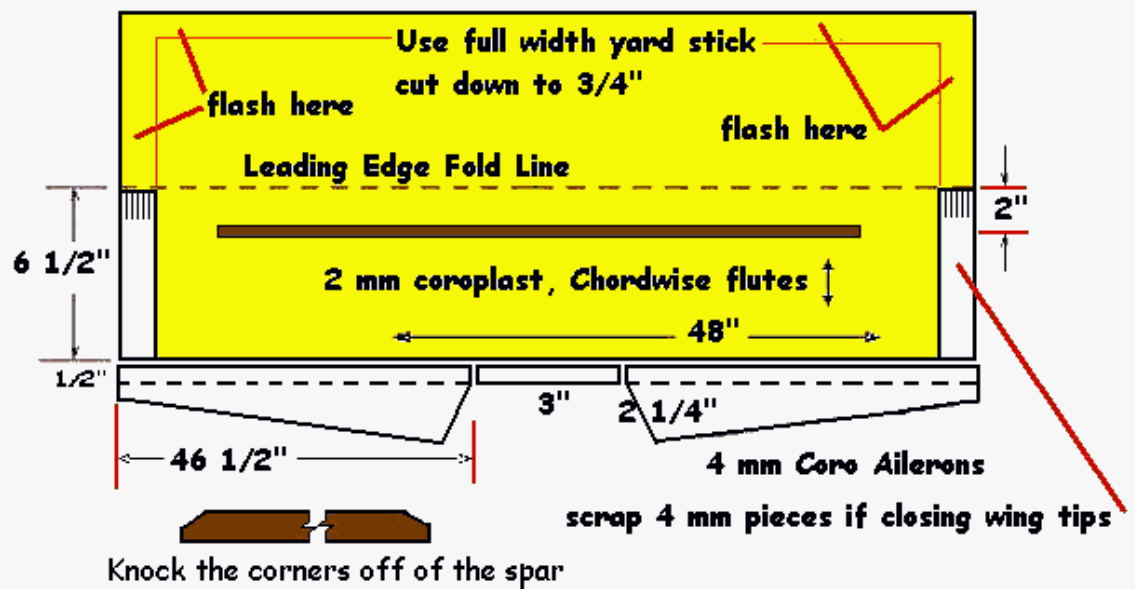 Use full width yard stick
cut down to 3/4"
flash here
flash here
Leading Edge Fold Line
2"
6 1/2"
2 mm coroplast, Chordwise flutes
48"
1/2"
3"
2 1/4"
46 1/2"
4 mm Coro Ailerons
scrap 4 mm pieces if closing wing tips
Knock the corners off of the spar